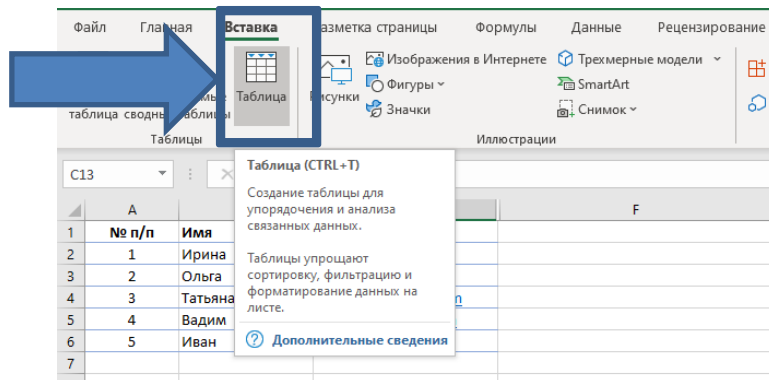 Файл Главная Вставка Разметка страницы Формулы Данные Рецензирование
Таблица
Рисунки
Изображения в Интернете
Фигуры
Значки
Трехмерные модели
SmartArt
Снимок
таблица сводные таблицы
Таблицы
Иллюстрации
C13
Таблица (CTRL+T)
Создание таблицы для
упорядочения и анализа
связанных данных.
Таблицы упрощают
сортировку, фильтрацию и
форматирование данных на
листе.
Дополнительные сведения
A F
1 № п/п Имя
2 1 Ирина
3 2 Ольга
4 3 Татьяна
5 4 Вадим
6 5 Иван
7